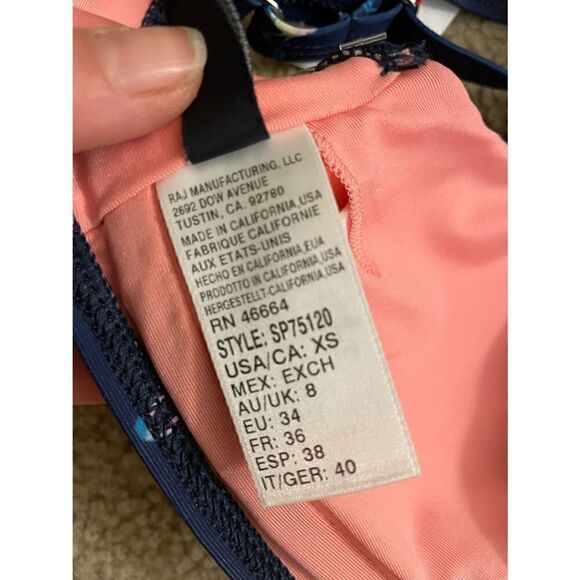 RAJ MANUFACTURING, LLC.
2692 DOW AVENUE
TUSTIN, CA. 92780
MADE IN CALIFORNIA,USA
FABRIQUE CALIFORNIE
AUX ETATS-UNIS
HECHO EN CALIFORNIA,EUA
PRODOTTO IN CALIFORNIA,USA
HERGESTELLT-CALIFORNIA,USA
RN 46664
STYLE: SP75120
USA/CA: XS
MEX: EXCH
AU/UK: 8
EU: 34
FR: 36
ESP: 38
IT/GER: 40